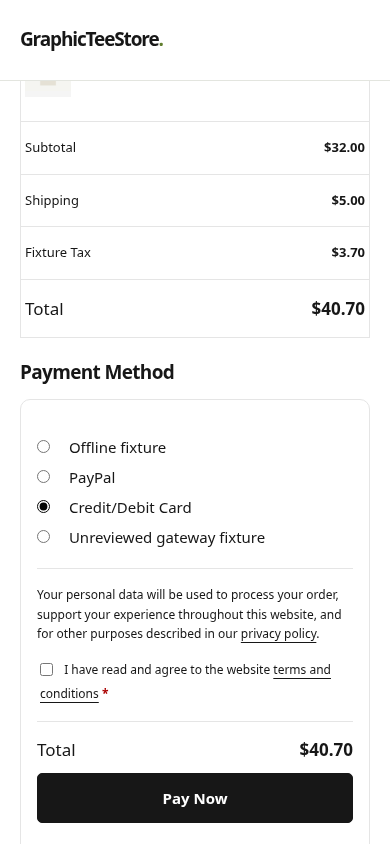 GraphicTeeStore.
Subtotal $32.00
Shipping $5.00
Fixture Tax $3.70
Total $40.70
Payment Method
Offline fixture
PayPal
Credit/Debit Card
Unreviewed gateway fixture
Your personal data will be used to process your order,
support your experience throughout this website, and
for other purposes described in our privacy policy.
I have read and agree to the website terms and
conditions *
Total $40.70
Pay Now